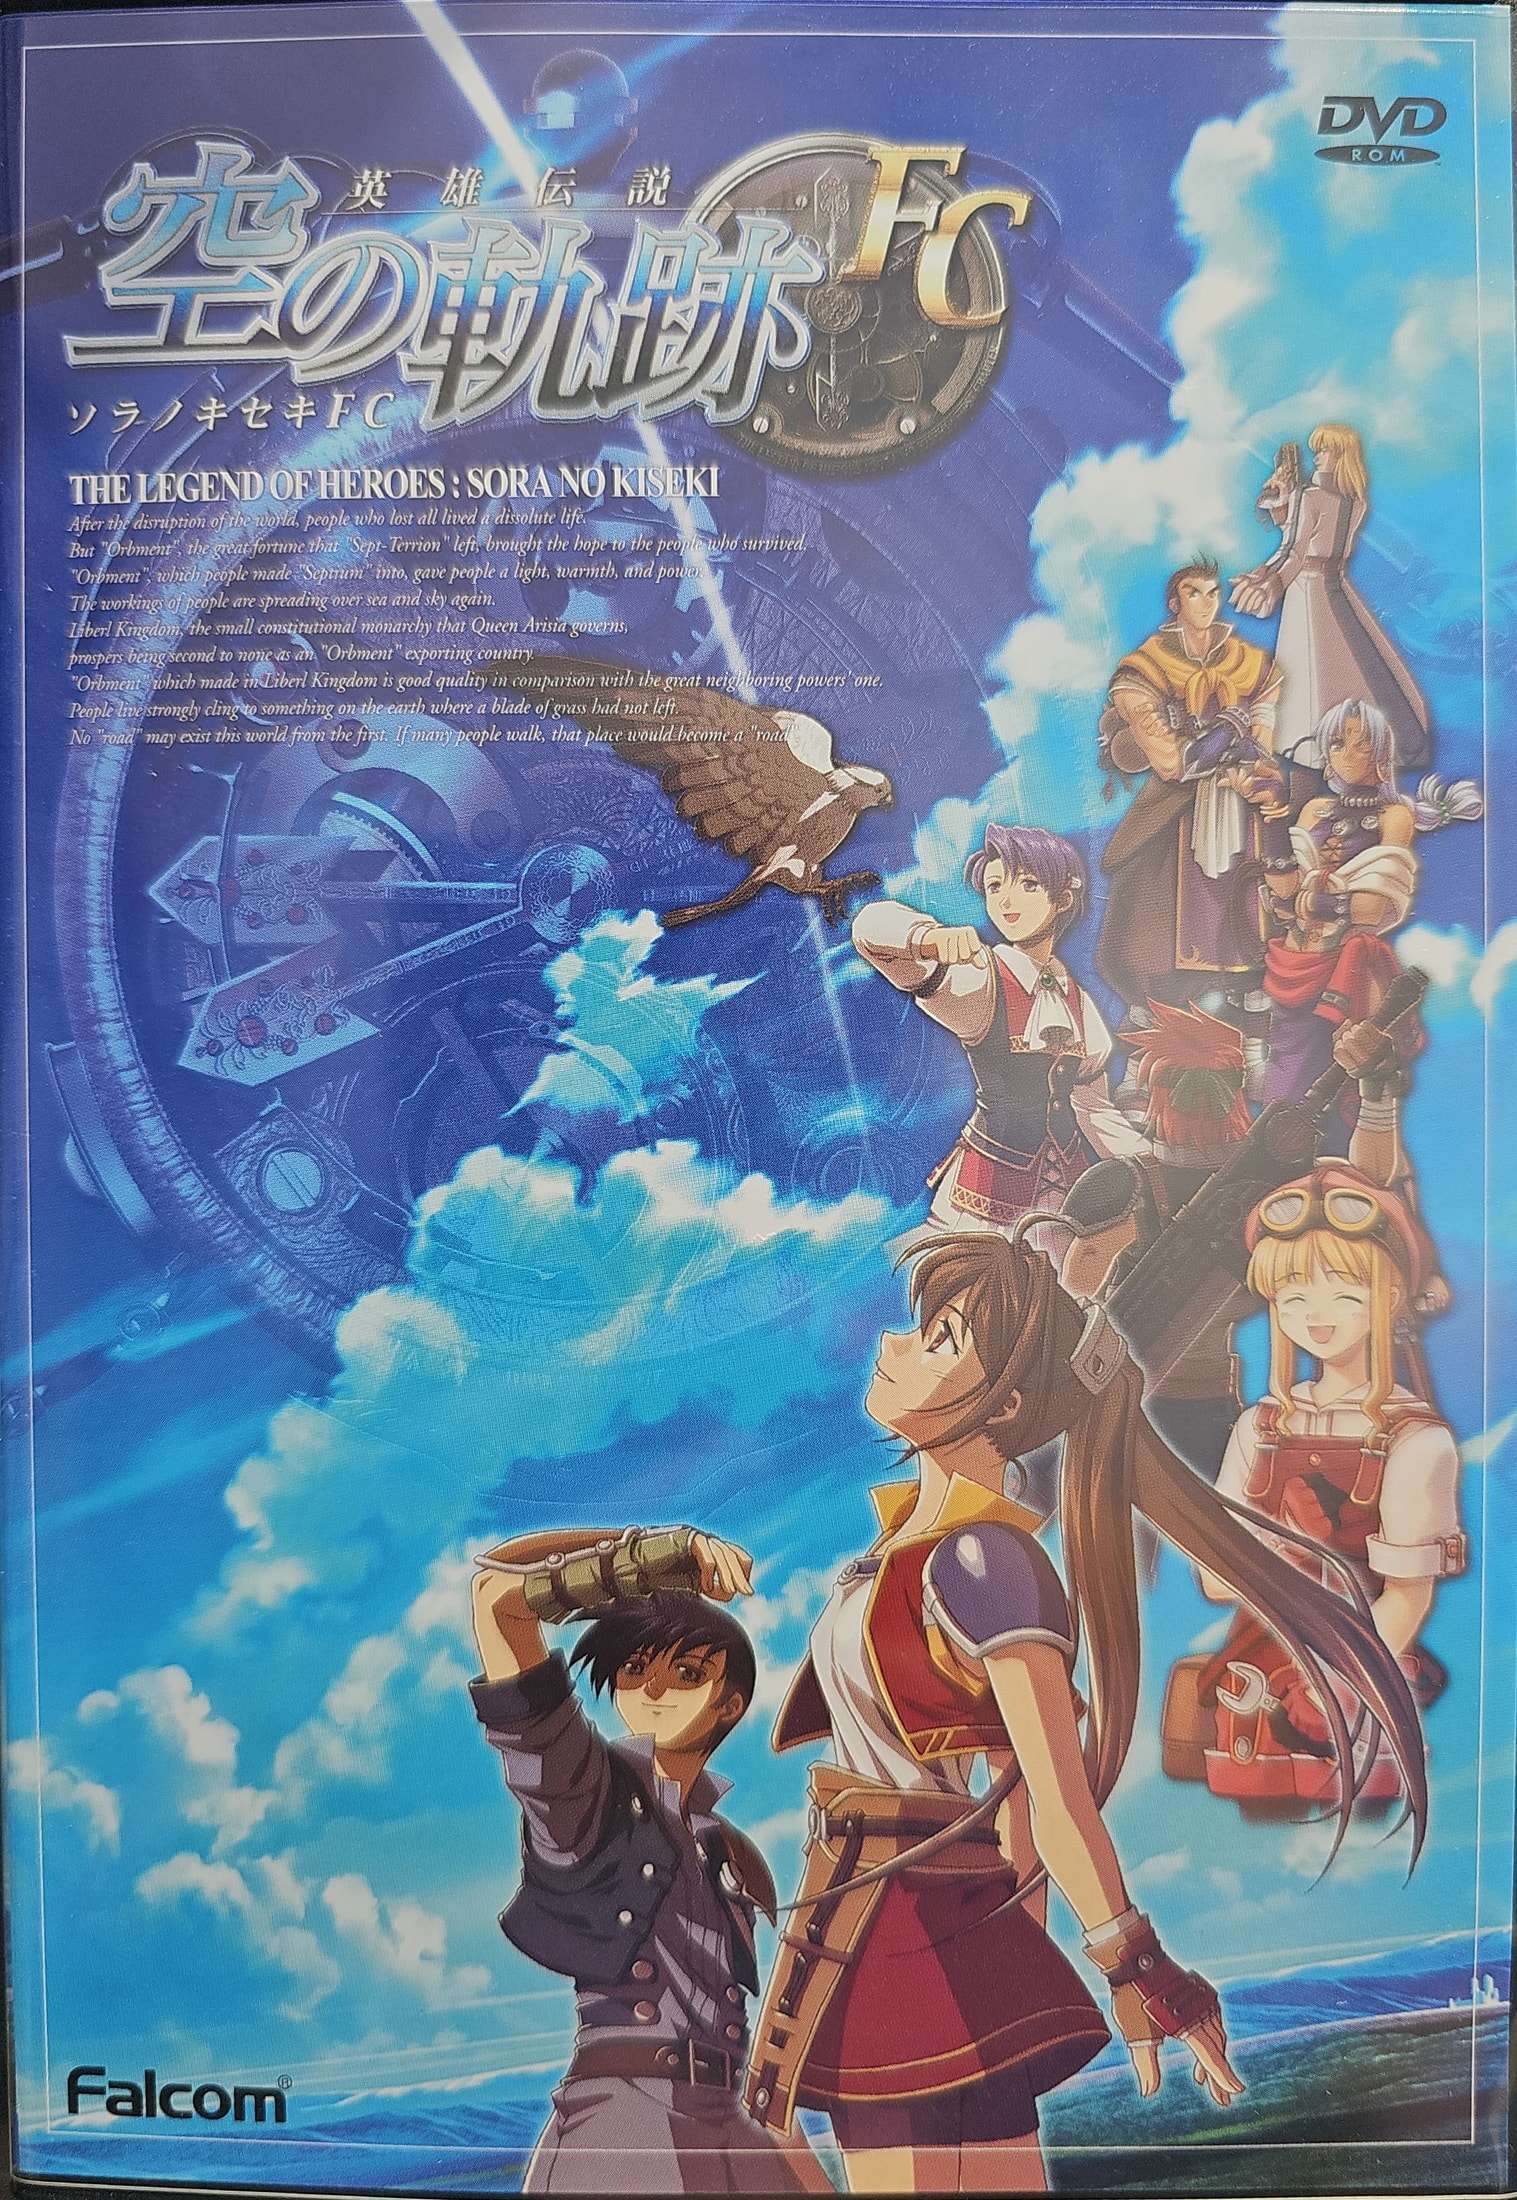 DVD
ROM
英雄伝説
空の軌跡 FC
ソラノキセキFC
THE LEGEND OF HEROES : SORA NO KISEKI
After the disruption of the world, people who lost all lived a dissolute life.
But "Orbment", the great fortune that "Sept-Terrion" left, brought the hope to the people who survived.
"Orbment", which people made "Septium" into, gave people a light, warmth, and power.
The workings of people are spreading over sea and sky again.
Liberl Kingdom, the small constitutional monarchy that Queen Arisia governs,
prospers being second to none as an "Orbment" exporting country.
"Orbment" which made in Liberl Kingdom is good quality in comparison with the great neighboring powers' one.
People live strongly cling to something on the earth where a blade of grass had not left.
No "road" may exist this world from the first. If many people walk, that place would become a "road".
Falcom®